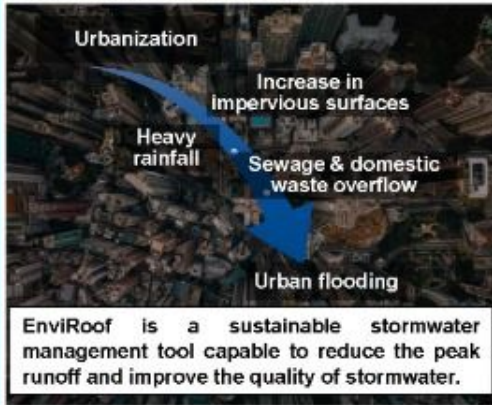 Urbanization
Increase in
impervious surfaces
Heavy
rainfall
Sewage & domestic
waste overflow
Urban flooding
EnviRoof is a sustainable stormwater
management tool capable to reduce the peak
runoff and improve the quality of stormwater.